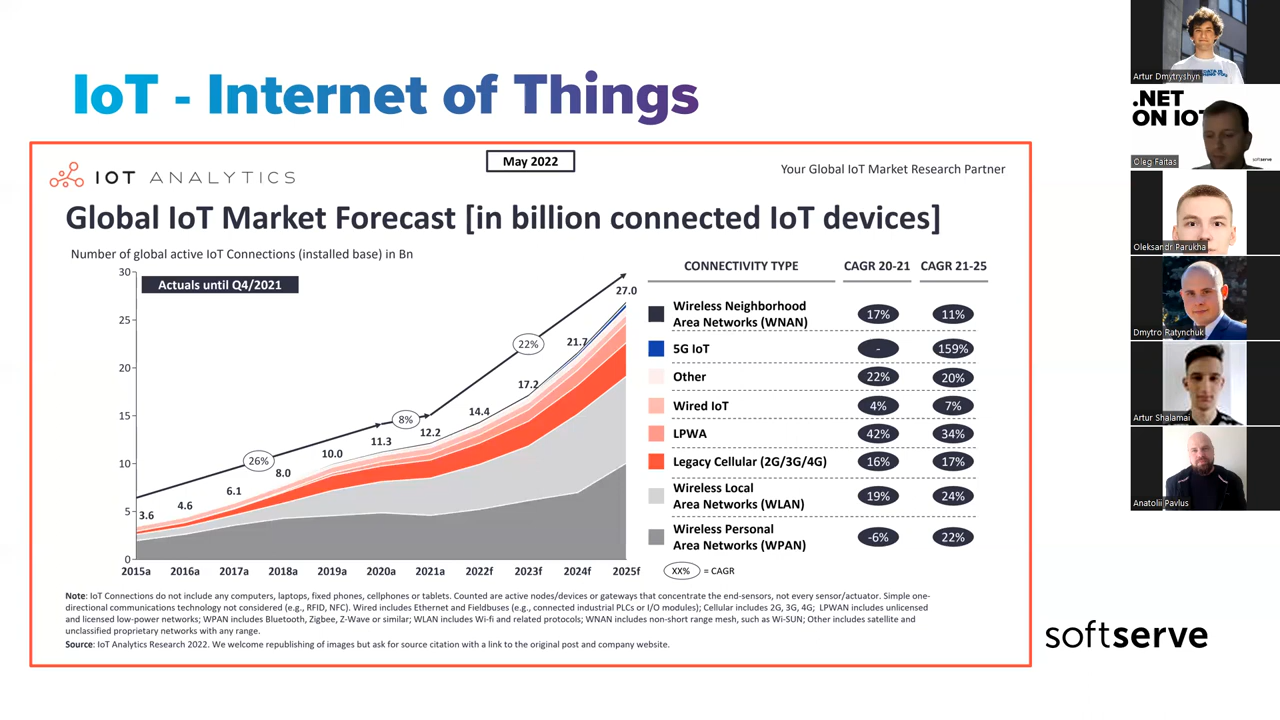 IoT - Internet of Things
May 2022
IOT ANALYTICS
Your Global IoT Market Research Partner
Global IoT Market Forecast [in billion connected IoT devices]
Number of global active IoT Connections (installed base) in Bn
Actuals until Q4/2021
30
25
20
15
10
5
0
3.6
4.6
6.1
8.0
10.0
11.3
12.2
14.4
17.2
21.7
27.0
26%
8%
22%
2015a 2016a 2017a 2018a 2019a 2020a 2021a 2022f 2023f 2024f 2025f
CONNECTIVITY TYPE CAGR 20-21 CAGR 21-25
Wireless Neighborhood
Area Networks (WNAN) 17% 11%
5G IoT - 159%
Other 22% 20%
Wired IoT 4% 7%
LPWA 42% 34%
Legacy Cellular (2G/3G/4G) 16% 17%
Wireless Local
Area Networks (WLAN) 19% 24%
Wireless Personal
Area Networks (WPAN) -6% 22%
XX% = CAGR
Note: IoT Connections do not include any computers, laptops, fixed phones, cellphones or tablets. Counted are active nodes/devices or gateways that concentrate the end-sensors, not every sensor/actuator. Simple one-
directional communications technology not considered (e.g., RFID, NFC). Wired includes Ethernet and Fieldbuses (e.g., connected industrial PLCs or I/O modules); Cellular includes 2G, 3G, 4G; LPWAN includes unlicensed
and licensed low-power networks; WPAN includes Bluetooth, Zigbee, Z-Wave or similar; WLAN includes Wi-fi and related protocols; WNAN includes non-short range mesh, such as Wi-SUN; Other includes satellite and
unclassified proprietary networks with any range.
Source: IoT Analytics Research 2022. We welcome republishing of images but ask for source citation with a link to the original post and company website.
softserve
Artur Dmytryshyn
.NET
ON IOT
softserve
Oleg Faitas
Oleksandr Parukha
Dmytro Ratynchuk
Artur Shalamai
Anatolii Pavlus